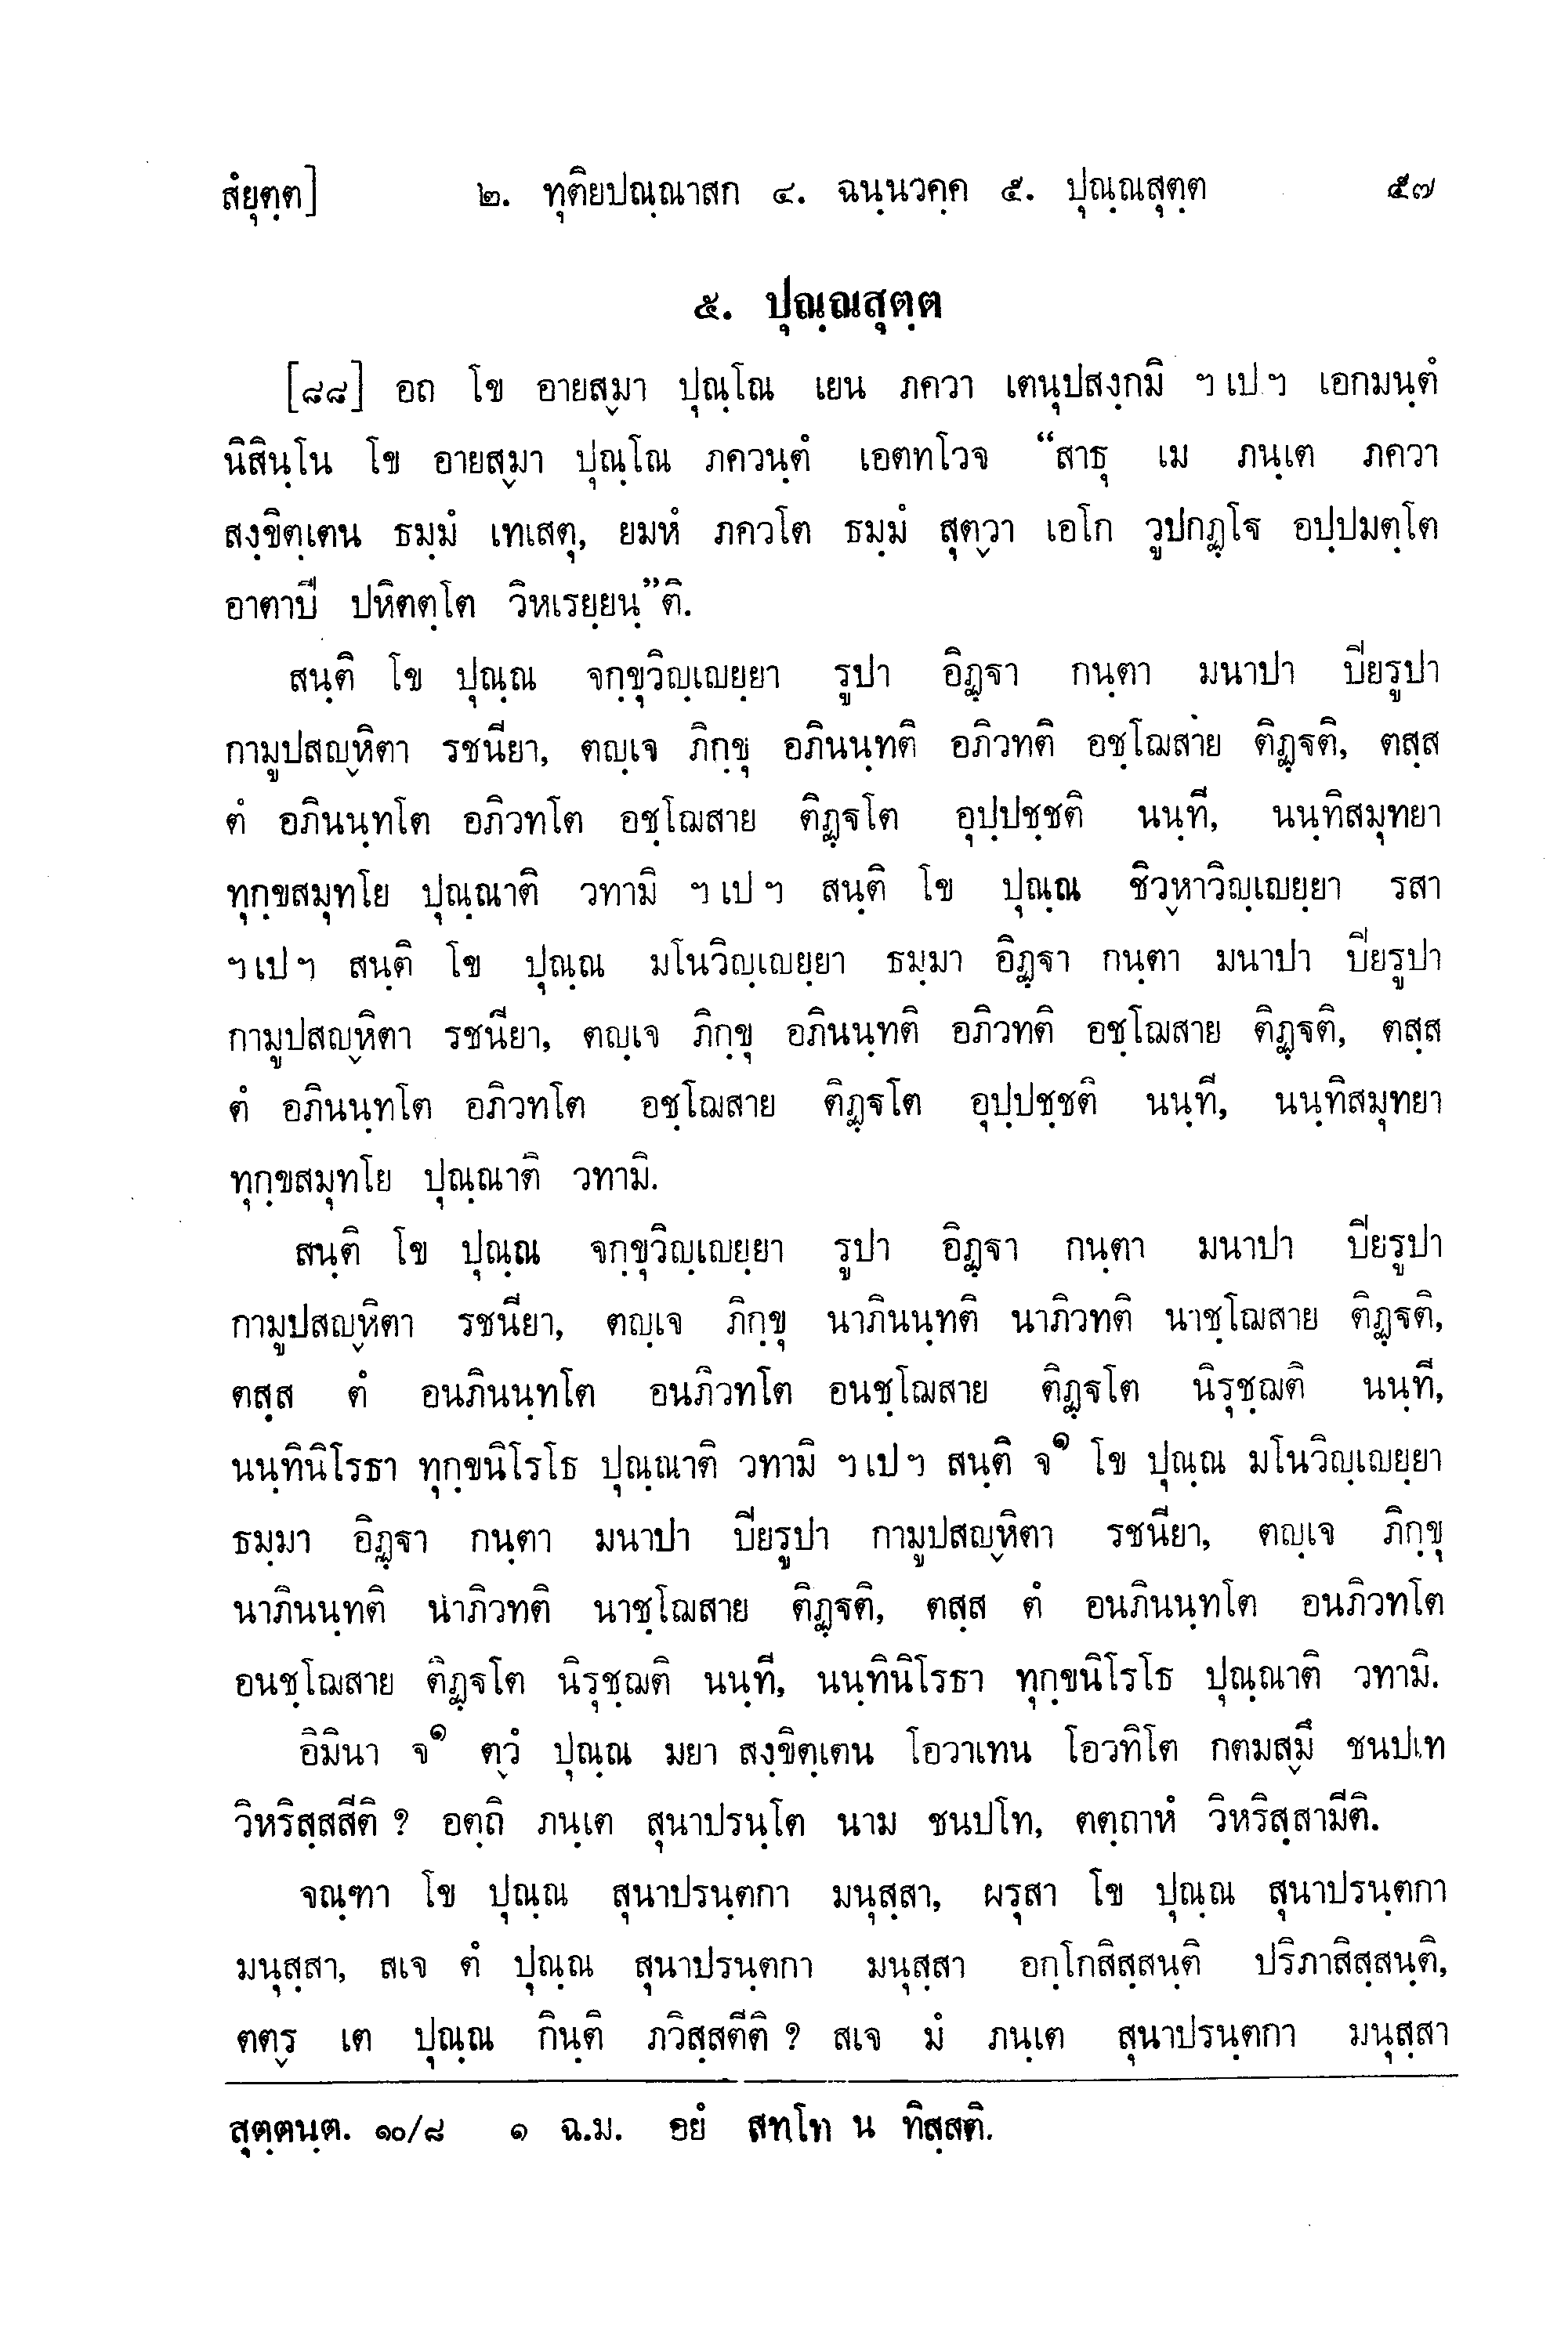 สํยุตฺต] ๒. ทุติยปณฺณาสก ๔. ฉนฺนวคฺค ๕. ปุณฺณสุตฺต ๕๗
๕. ปุณฺณสุตฺต
[๘๘] อถ โข อายสฺมา ปุณฺโณ เยน ภควา เตนุปสงฺกมิ ฯ เป ฯ เอกมนฺตํ
นิสินฺโน โข อายสฺมา ปุณฺโณ ภควนฺตํ เอตทโวจ “สาธุ เม ภนฺเต ภควา
สงฺขิตฺเตน ธมฺมํ เทเสตุ, ยมหํ ภควโต ธมฺมํ สุตฺวา เอโก วูปกฏฺโฐ อปฺปมตฺโต
อาตาปี ปหิตตฺโต วิหเรยฺยนฺ”ติ.
สนฺติ โข ปุณฺณ จกฺขุวิญฺเญยฺยา รูปา อิฏฺฐา กนฺตา มนาปา ปิยรูปา
กามูปสญฺหิตา รชนียา, ตญฺเจ ภิกฺขุ อภินนฺทติ อภิวทติ อชฺโฌสาย ติฏฺฐติ, ตสฺส
ตํ อภินนฺทโต อภิวทโต อชฺโฌสาย ติฏฺฐโต อุปฺปชฺชติ นนฺที, นนฺทิสมุทยา
ทุกฺขสมุทโย ปุณฺณาติ วทามิ ฯ เป ฯ สนฺติ โข ปุณฺณ ชิวฺหาวิญฺเญยฺยา รสา
ฯ เป ฯ สนฺติ โข ปุณฺณ มโนวิญฺเญยฺยา ธมฺมา อิฏฺฐา กนฺตา มนาปา ปิยรูปา
กามูปสญฺหิตา รชนียา, ตญฺเจ ภิกฺขุ อภินนฺทติ อภิวทติ อชฺโฌสาย ติฏฺฐติ, ตสฺส
ตํ อภินนฺทโต อภิวทโต อชฺโฌสาย ติฏฺฐโต อุปฺปชฺชติ นนฺที, นนฺทิสมุทยา
ทุกฺขสมุทโย ปุณฺณาติ วทามิ.
สนฺติ โข ปุณฺณ จกฺขุวิญฺเญยฺยา รูปา อิฏฺฐา กนฺตา มนาปา ปิยรูปา
กามูปสญฺหิตา รชนียา, ตญฺเจ ภิกฺขุ นาภินนฺทติ นาภิวทติ นาชฺโฌสาย ติฏฺฐติ,
ตสฺส ตํ อนภินนฺทโต อนภิวทโต อนชฺโฌสาย ติฏฺฐโต นิรุชฺฌติ นนฺที,
นนฺทินิโรธา ทุกฺขนิโรโธ ปุณฺณาติ วทามิ ฯ เป ฯ สนฺติ จ๑ โข ปุณฺณ มโนวิญฺเญยฺยา
ธมฺมา อิฏฺฐา กนฺตา มนาปา ปิยรูปา กามูปสญฺหิตา รชนียา, ตญฺเจ ภิกฺขุ
นาภินนฺทติ นาภิวทติ นาชฺโฌสาย ติฏฺฐติ, ตสฺส ตํ อนภินนฺทโต อนภิวทโต
อนชฺโฌสาย ติฏฺฐโต นิรุชฺฌติ นนฺที, นนฺทินิโรธา ทุกฺขนิโรโธ ปุณฺณาติ วทามิ.
อิมินา จ๑ ตฺวํ ปุณฺณ มยา สงฺขิตฺเตน โอวาเทน โอวทิโต กตมสฺมึ ชนปเท
วิหริสฺสสีติ ? อตฺถิ ภนฺเต สุนาปรนฺโต นาม ชนปโท, ตตฺถาหํ วิหริสฺสามีติ.
จณฺฑา โข ปุณฺณ สุนาปรนฺตกา มนุสฺสา, ผรุสา โข ปุณฺณ สุนาปรนฺตกา
มนุสฺสา, สเจ ตํ ปุณฺณ สุนาปรนฺตกา มนุสฺสา อกฺโกสิสฺสนฺติ ปริภาสิสฺสนฺติ,
ตตฺร เต ปุณฺณ กินฺติ ภวิสฺสตีติ ? สเจ มํ ภนฺเต สุนาปรนฺตกา มนุสฺสา
สุตฺตนฺต. ๑๐/๘ ๑ ฉ.ม. อยํ สทฺโท น ทิสฺสติ.